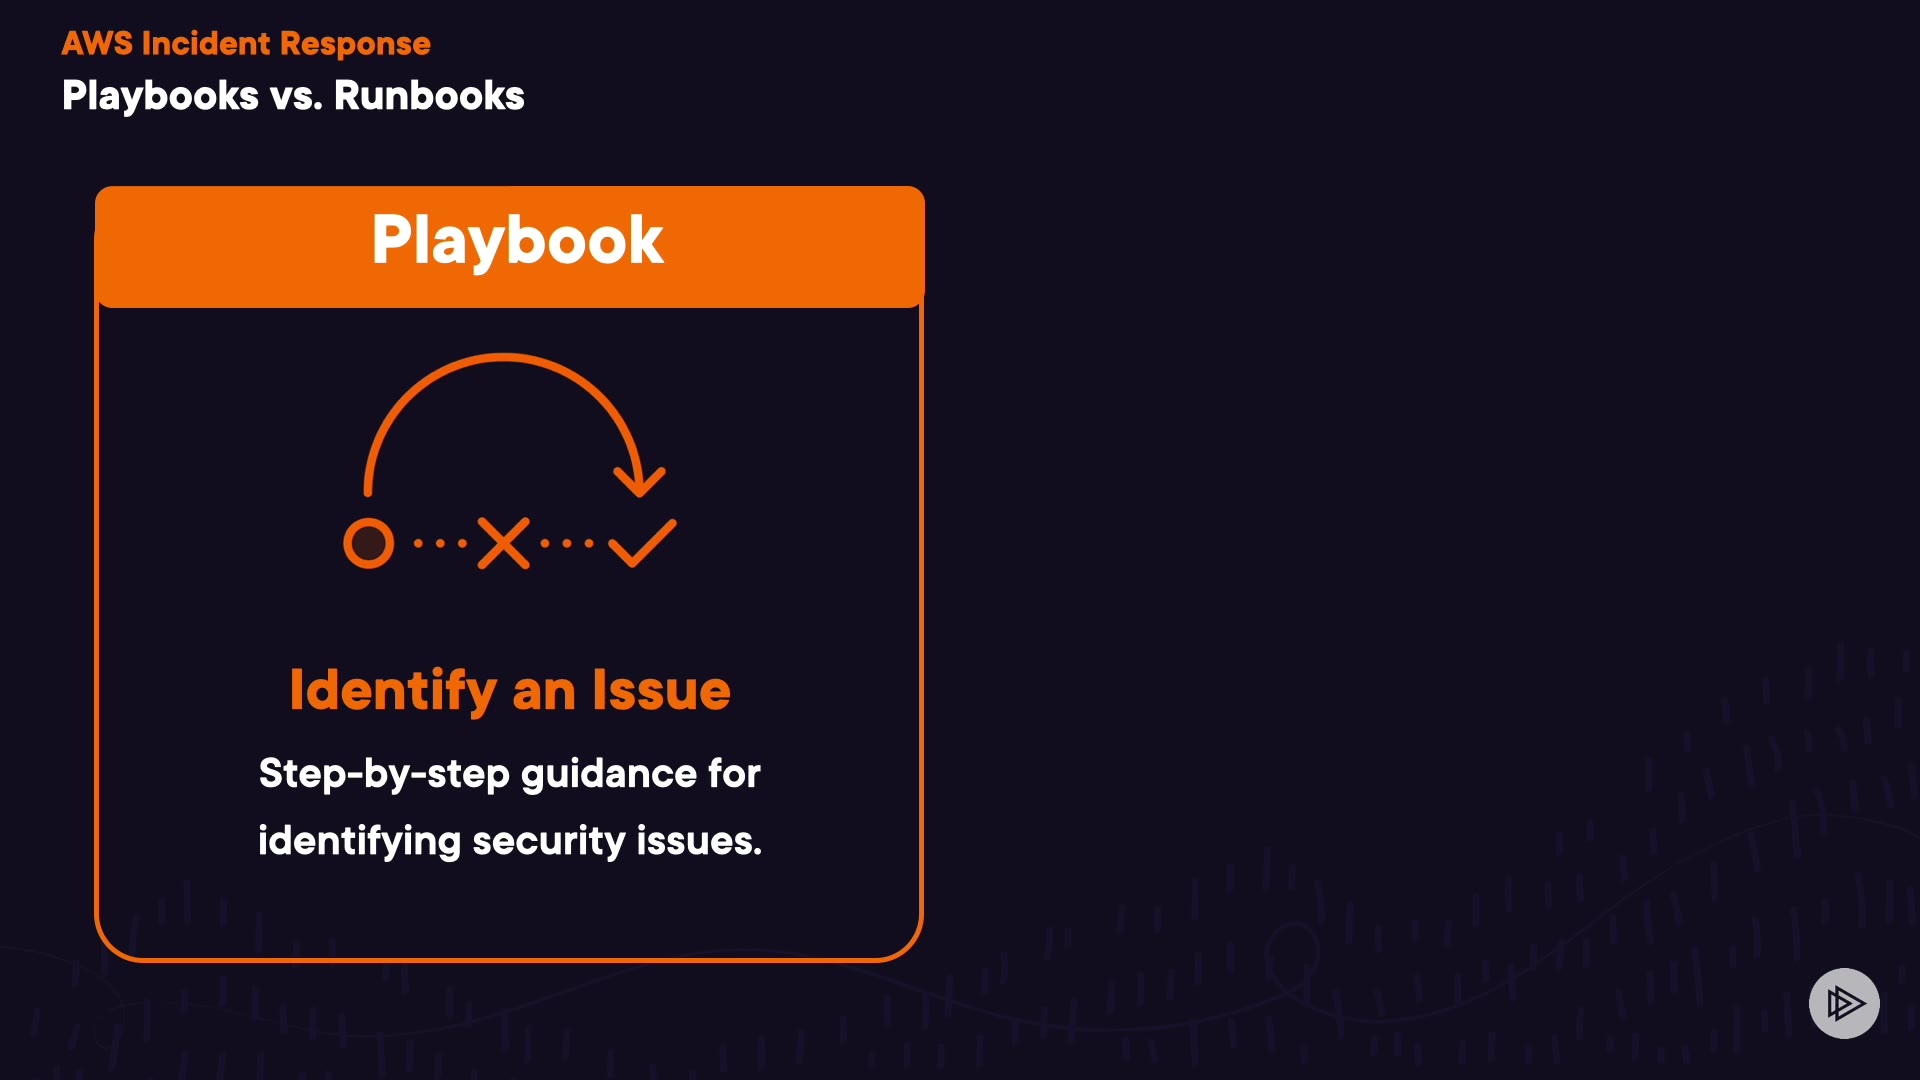 AWS Incident Response
Playbooks vs. Runbooks
Playbook
Identify an Issue
Step-by-step guidance for
identifying security issues.